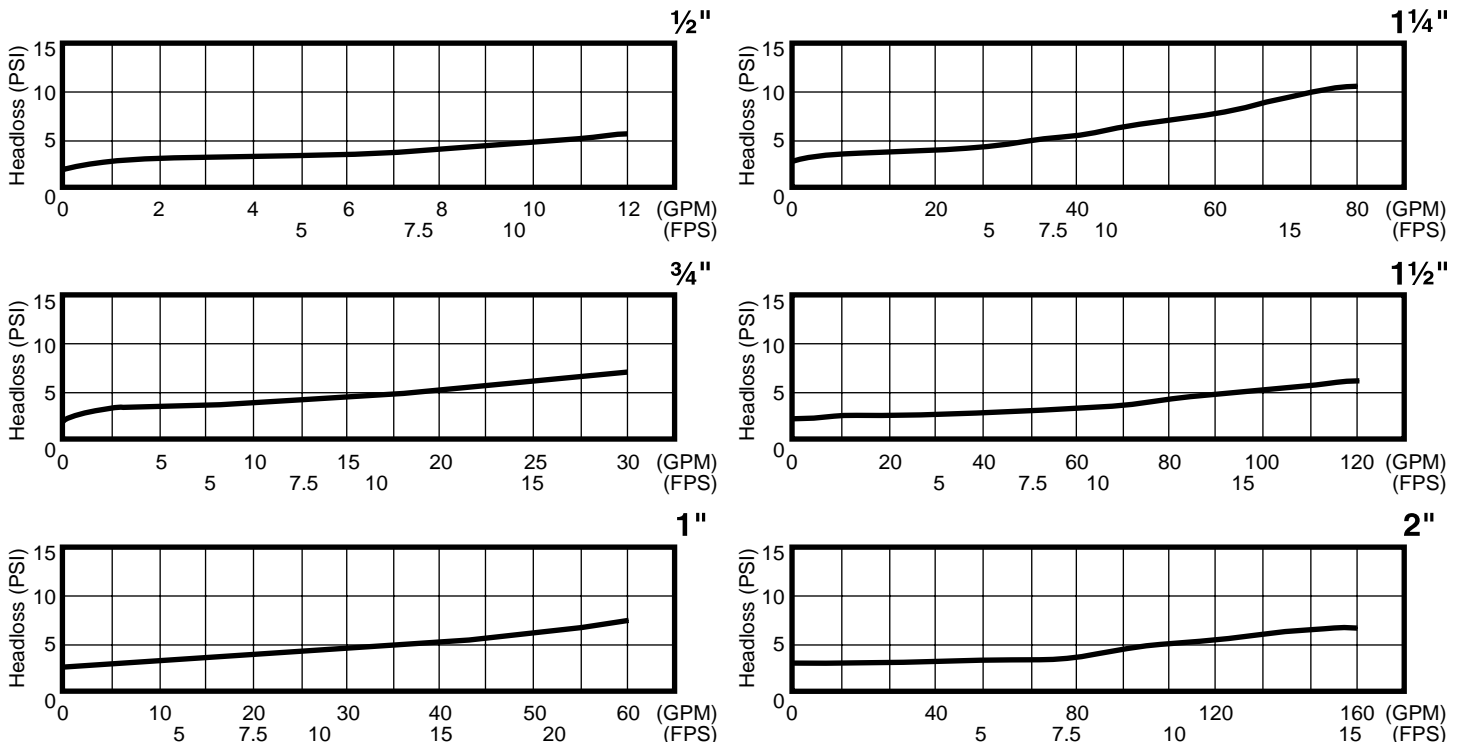 ½"
Headloss (PSI)
15
10
5
0
0 2 4 6 8 10 12 (GPM)
5 7.5 10 (FPS)
1¼"
Headloss (PSI)
15
10
5
0
0 20 40 60 80 (GPM)
5 7.5 10 15 (FPS)
¾"
Headloss (PSI)
15
10
5
0
0 5 10 15 20 25 30 (GPM)
5 7.5 10 15 (FPS)
1½"
Headloss (PSI)
15
10
5
0
0 20 40 60 80 100 120 (GPM)
5 7.5 10 15 (FPS)
1"
Headloss (PSI)
15
10
5
0
0 10 20 30 40 50 60 (GPM)
5 7.5 10 15 20 (FPS)
2"
Headloss (PSI)
15
10
5
0
0 40 80 120 160 (GPM)
5 7.5 10 15 (FPS)